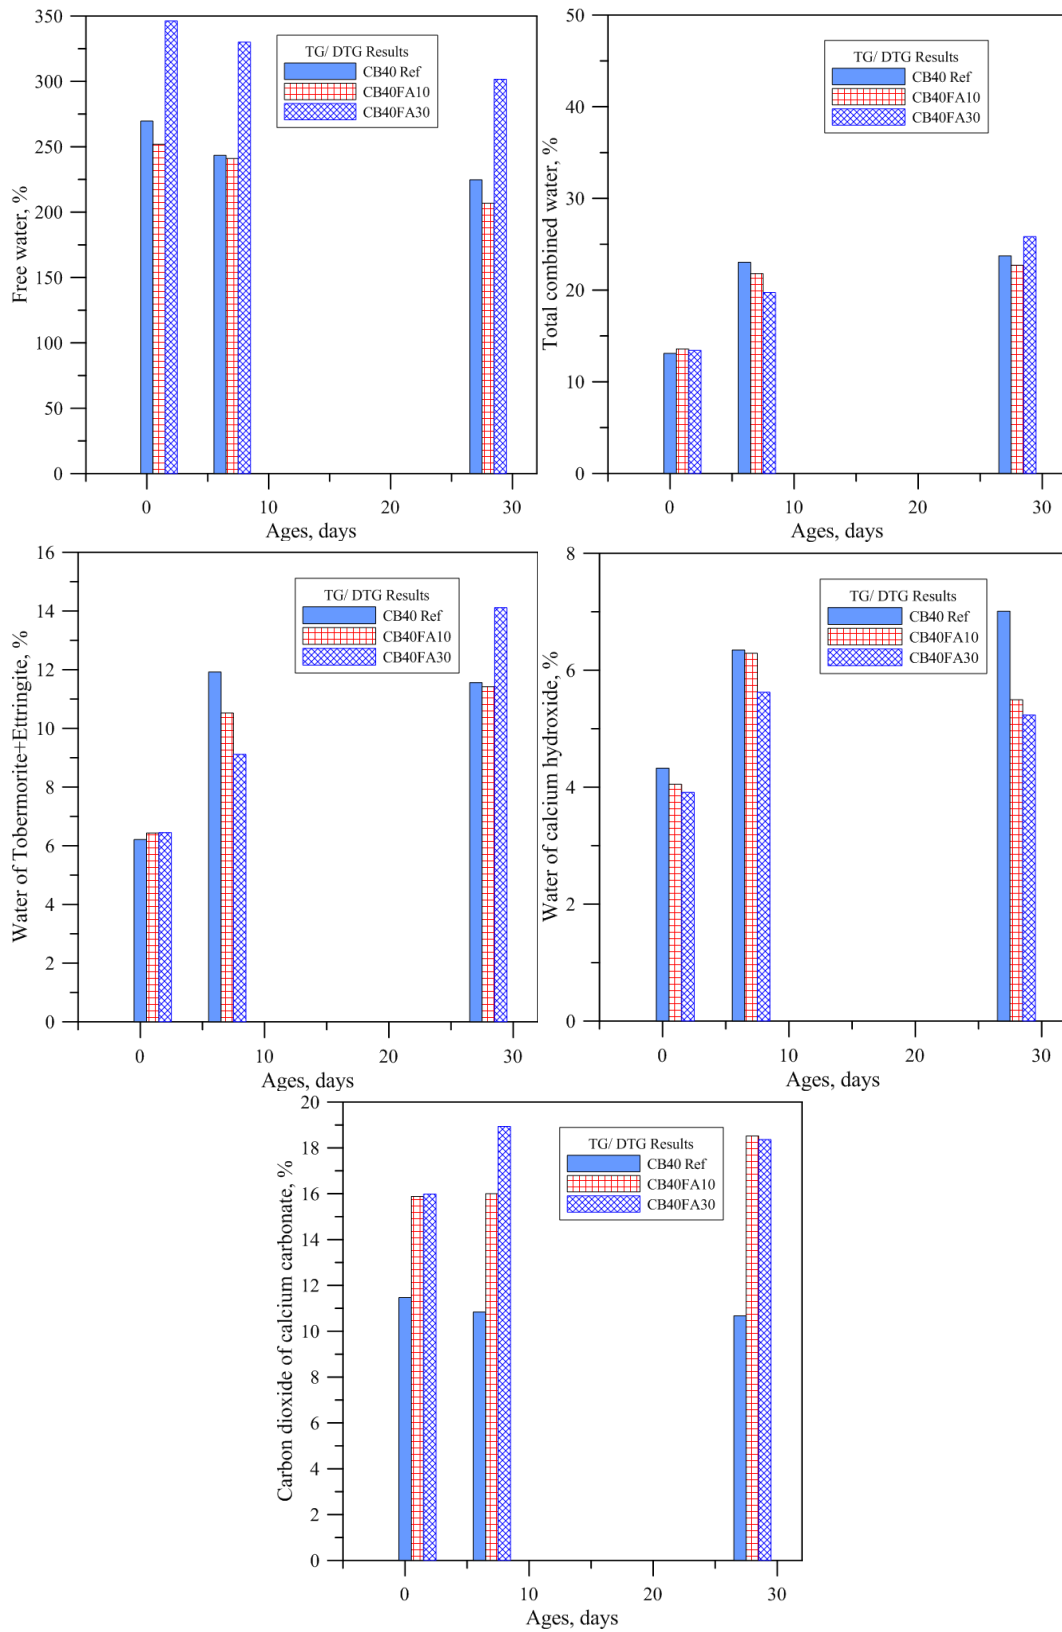 350
300
250
200
150
100
50
0
Free water, %
TG/ DTG Results
CB40 Ref
CB40FA10
CB40FA30
0 10 20 30
Ages, days
50
40
30
20
10
0
Total combined water, %
TG/ DTG Results
CB40 Ref
CB40FA10
CB40FA30
0 10 20 30
Ages, days
16
14
12
10
8
6
4
2
0
Water of Tobermorite+Ettringite, %
TG/ DTG Results
CB40 Ref
CB40FA10
CB40FA30
0 10 20 30
Ages, days
8
6
4
2
0
Water of calcium hydroxide, %
TG/ DTG Results
CB40 Ref
CB40FA10
CB40FA30
0 10 20 30
Ages, days
20
18
16
14
12
10
8
6
4
2
0
Carbon dioxide of calcium carbonate, %
TG/ DTG Results
CB40 Ref
CB40FA10
CB40FA30
0 10 20 30
Ages, days